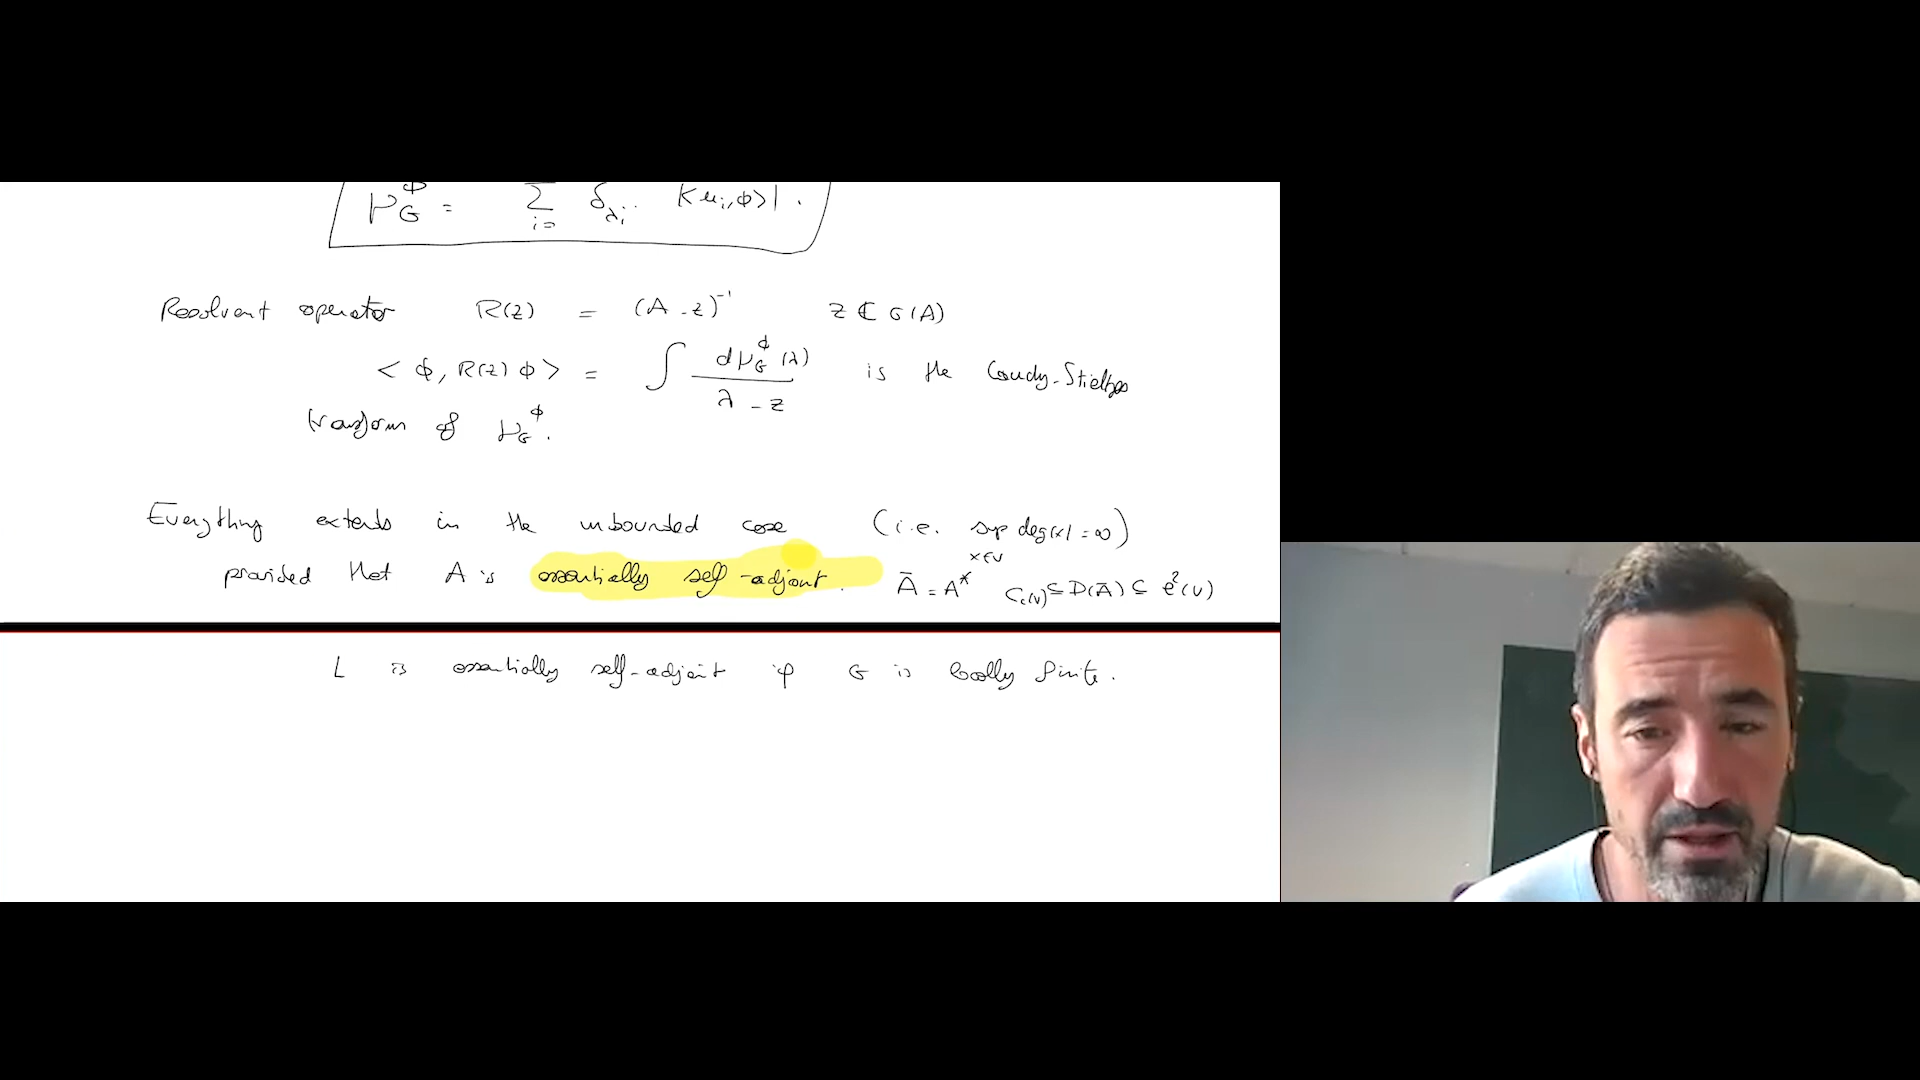 μ_G^ϕ = Σ_{i=} δ_{λ_i} |<u_i, ϕ>|.
Resolvent operator R(z) = (A - z)^{-1} z ∉ σ(A)
< ϕ, R(z) ϕ > = ∫ dμ_G^ϕ(λ) / (λ - z) is the Cauchy-Stieltjes
transform of μ_G^ϕ.
Everything extends in the unbounded case (i.e. sup_{x∈V} deg(x) = ∞)
provided that A is essentially self-adjoint. Ā = A* C_c(V) ⊆ D(Ā) ⊆ ℓ²(V)
L is essentially self-adjoint if G is locally finite.